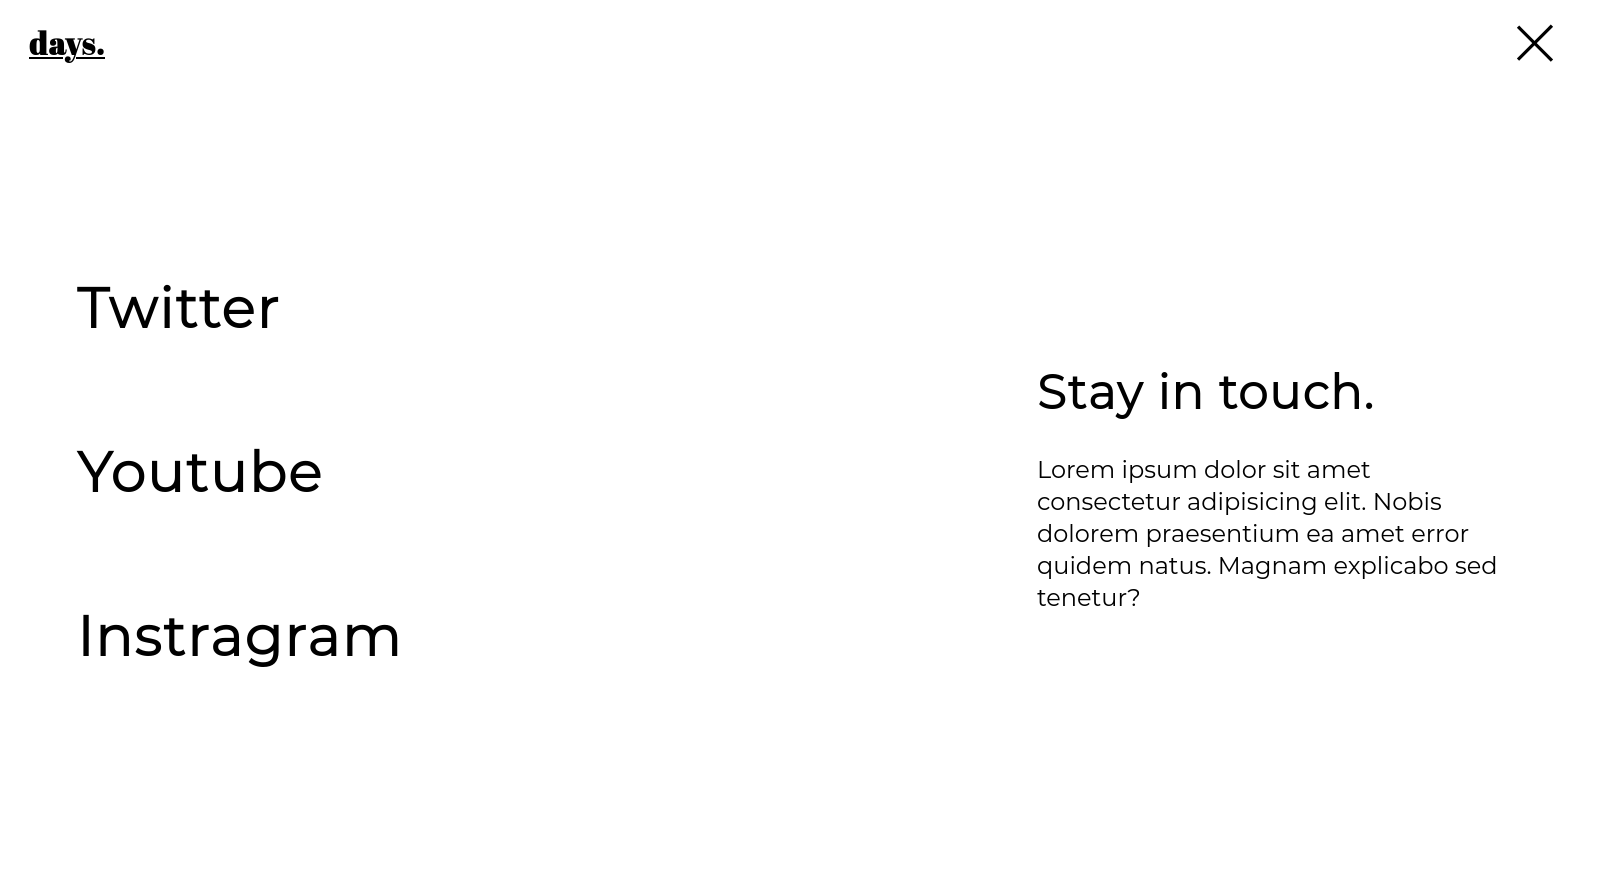 days.
Twitter
Youtube
Instragram
Stay in touch.
Lorem ipsum dolor sit amet
consectetur adipisicing elit. Nobis
dolorem praesentium ea amet error
quidem natus. Magnam explicabo sed
tenetur?